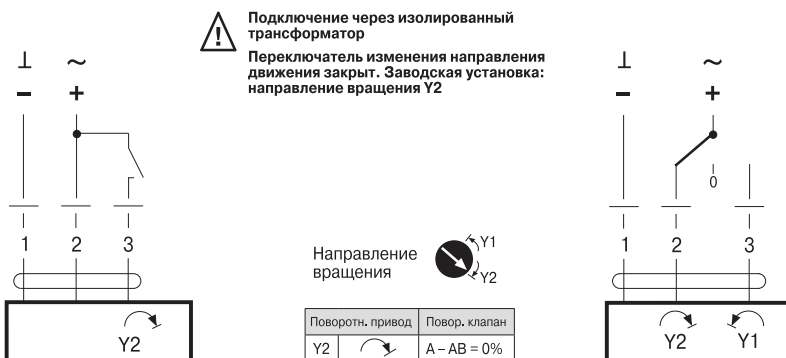 Подключение через изолированный
трансформатор
Переключатель изменения направления
движения закрыт. Заводская установка:
направление вращения Y2
⊥ ~
– +
1 2 3
Y2
Направление
вращения
Y1
Y2
Поворотн. привод Повор. клапан
Y2 A – AB = 0%
⊥ ~
– +
0
1 2 3
Y2 Y1